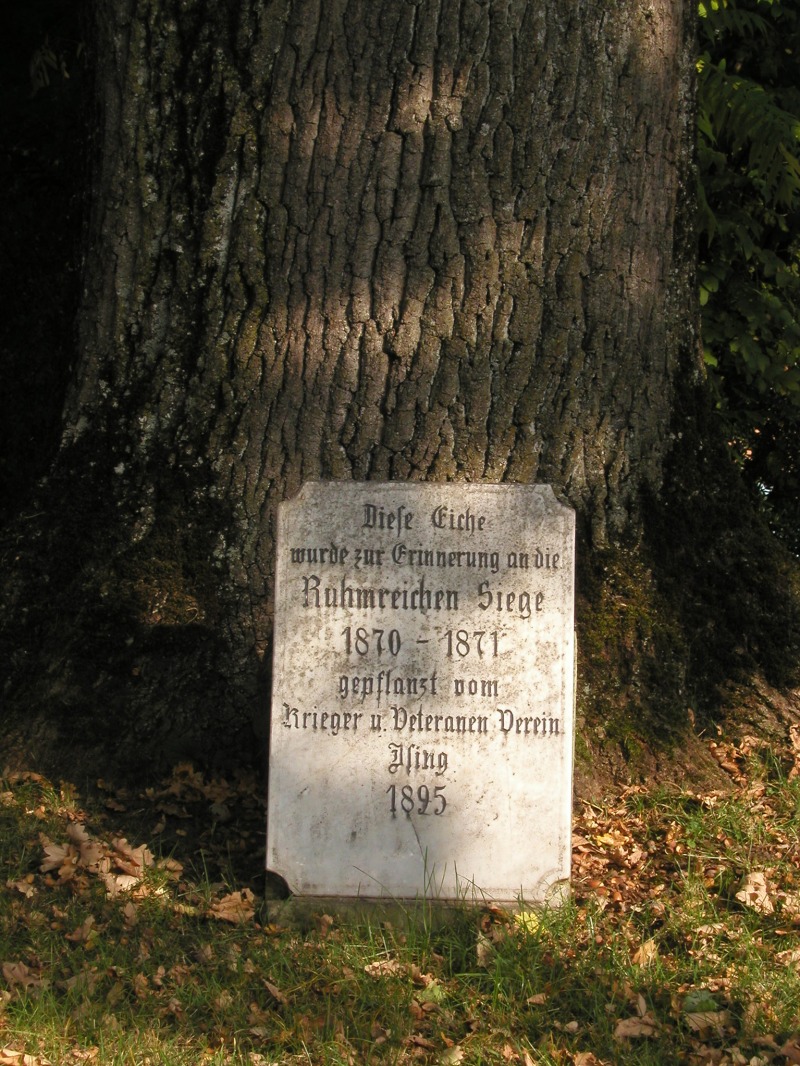 Diese Eiche
wurde zur Erinnerung an die
Ruhmreichen Siege
1870 - 1871
gepflanzt vom
Krieger u. Veteranen Verein
Ising
1895